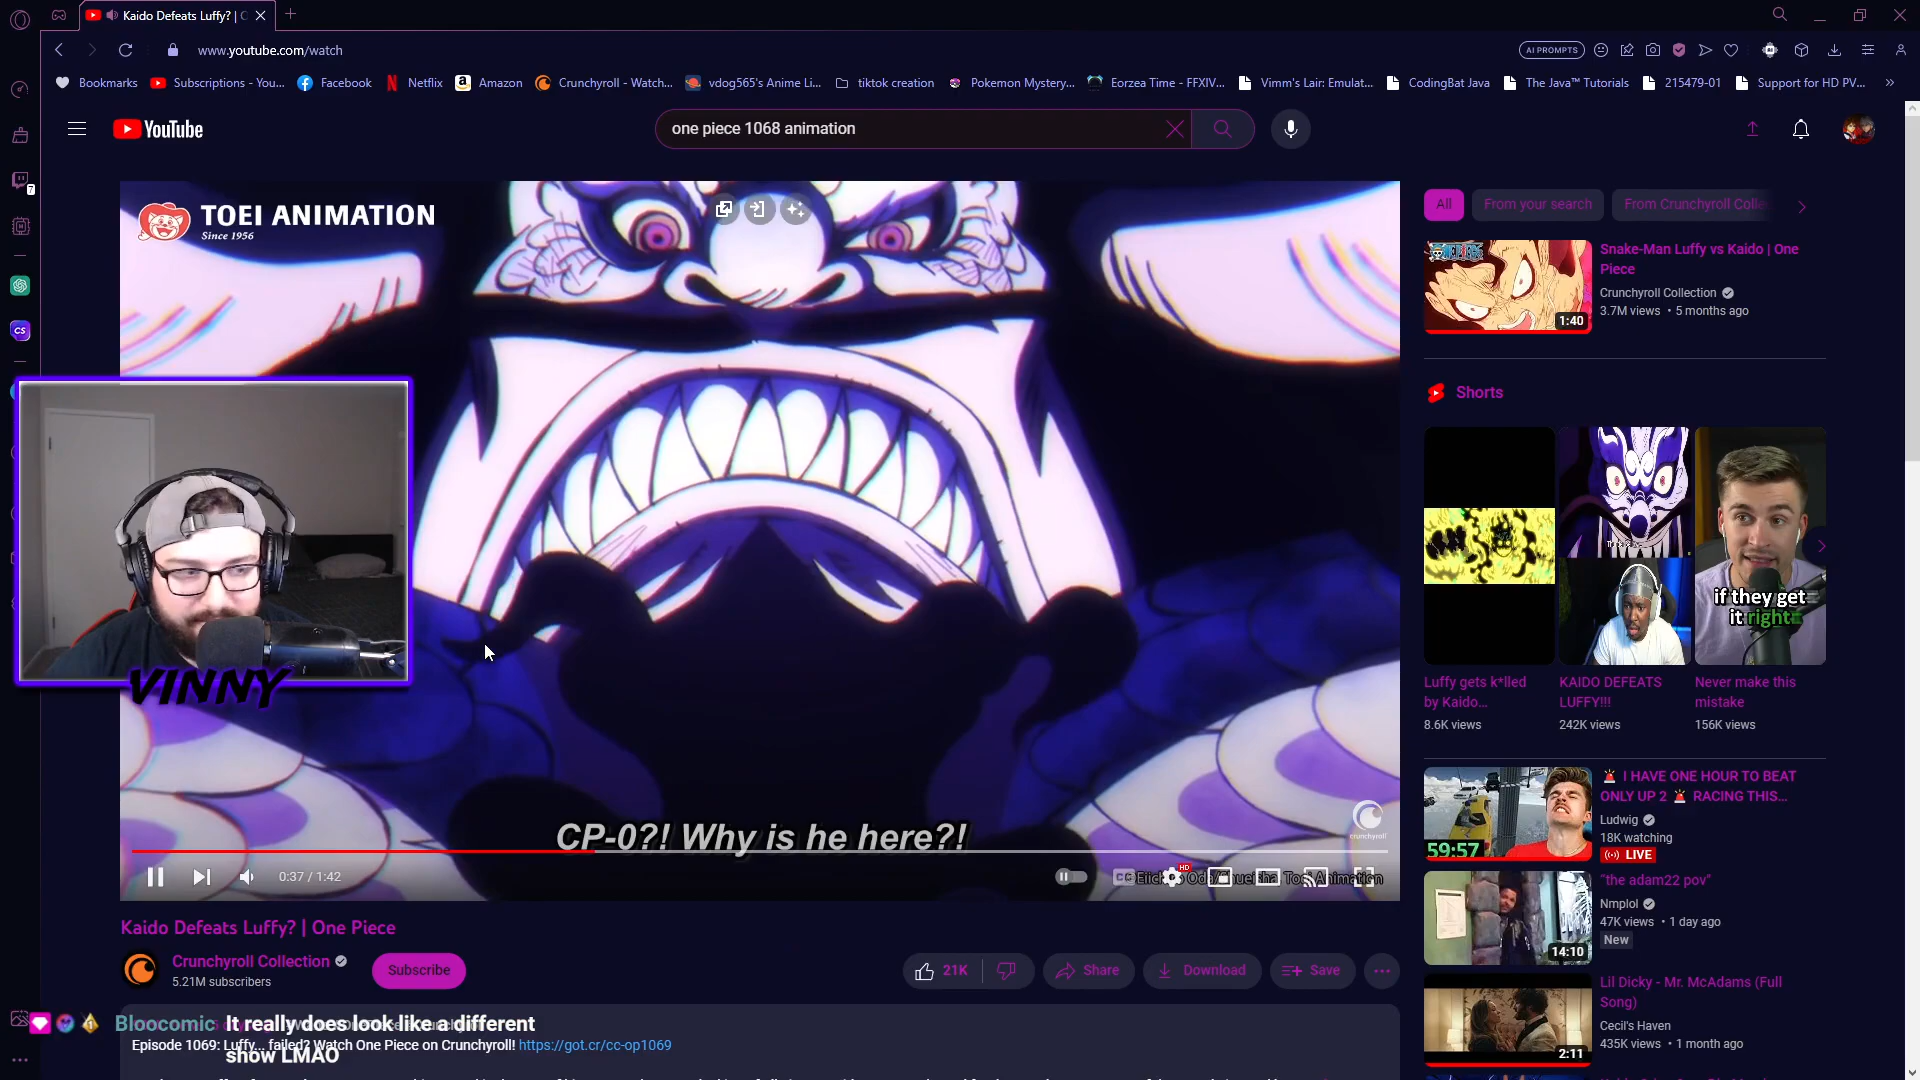 Kaido Defeats Luffy? | O
www.youtube.com/watch
AI PROMPTS
Bookmarks
Subscriptions - You...
Facebook
Netflix
Amazon
Crunchyroll - Watch...
vdog565's Anime Li...
tiktok creation
Pokemon Mystery...
Eorzea Time - FFXIV...
Vimm's Lair: Emulat...
CodingBat Java
The Java™ Tutorials
215479-01
Support for HD PV...
YouTube
one piece 1068 animation
7
CS
TOEI ANIMATION
Since 1956
VINNY
CP-0?! Why is he here?!
crunchyroll
0:37 / 1:42
CC
HD
Kaido Defeats Luffy? | One Piece
Crunchyroll Collection
5.21M subscribers
Subscribe
21K
Share
Download
Save
Blocomic It really does look like a different
show LMAO
Episode 1069: Luffy... failed? Watch One Piece on Crunchyroll! https://got.cr/cc-op1069
All
From your search
From Crunchyroll Colle
1:40
Snake-Man Luffy vs Kaido | One
Piece
Crunchyroll Collection
3.7M views • 5 months ago
Shorts
if they get
it right
Luffy gets k*lled
by Kaido...
8.6K views
KAIDO DEFEATS
LUFFY!!!
242K views
Never make this
mistake
156K views
59:57
I HAVE ONE HOUR TO BEAT
ONLY UP 2 RACING THIS...
Ludwig
18K watching
LIVE
14:10
"the adam22 pov"
Nmplol
47K views • 1 day ago
New
2:11
Lil Dicky - Mr. McAdams (Full
Song)
Cecil's Haven
435K views • 1 month ago